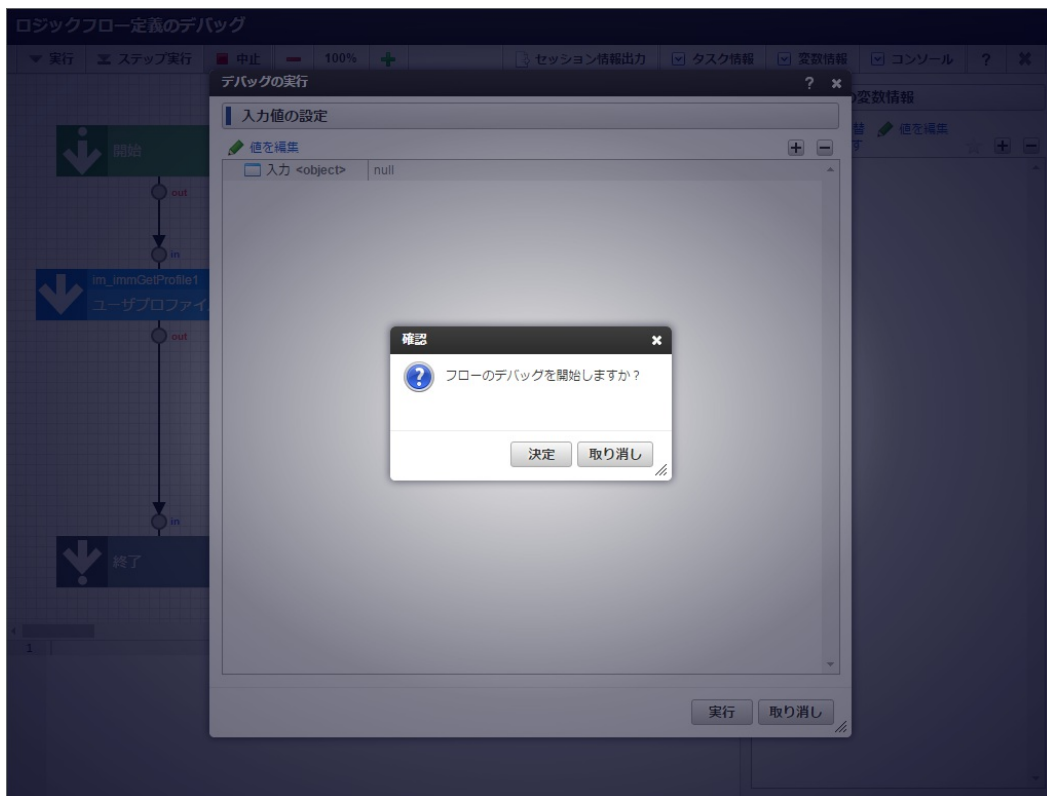 ロジックフロー定義のデバッグ
実行 ステップ実行 中止 100% セッション情報出力 タスク情報 変数情報 コンソール ?
デバッグの実行 ?
変数情報
入力値の設定
値を編集
値を編集
す
開始
入力 <object> null
out
in
im_immGetProfile1
ユーザプロファイ
out
確認
フローのデバッグを開始しますか？
決定 取り消し
in
終了
1
実行 取り消し